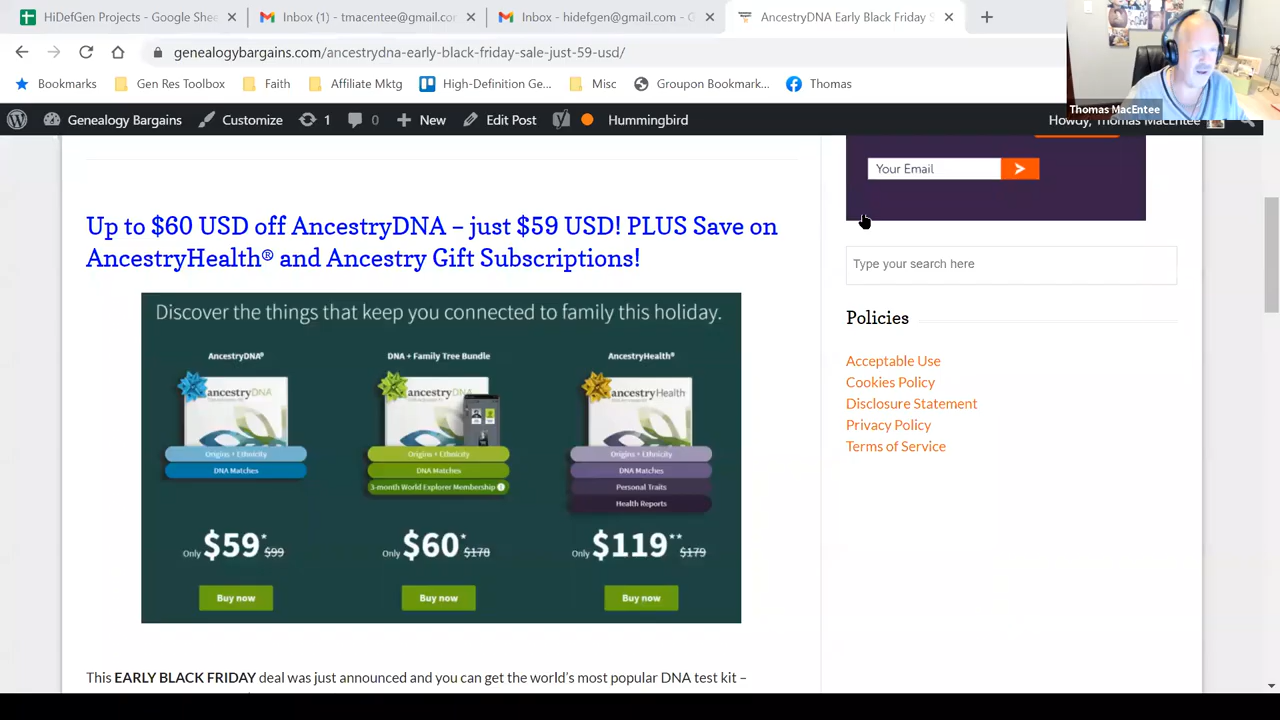 HiDefGen Projects - Google Shee
Inbox (1) - tmacentee@gmail.co
Inbox - hidefgen@gmail.com - G
AncestryDNA Early Black Friday S
genealogybargains.com/ancestrydna-early-black-friday-sale-just-59-usd/
Bookmarks
Gen Res Toolbox
Faith
Affiliate Mktg
High-Definition Ge...
Misc
Groupon Bookmark...
Thomas
Thomas MacEntee
Genealogy Bargains
Customize
1
0
New
Edit Post
Hummingbird
Howdy, Thomas MacEntee
Your Email
Up to $60 USD off AncestryDNA – just $59 USD! PLUS Save on
AncestryHealth® and Ancestry Gift Subscriptions!
Type your search here
Policies
Acceptable Use
Cookies Policy
Disclosure Statement
Privacy Policy
Terms of Service
Discover the things that keep you connected to family this holiday.
AncestryDNA®
DNA + Family Tree Bundle
AncestryHealth®
ancestryDNA
ancestryDNA
ancestryHealth
Origins + Ethnicity
Origins + Ethnicity
Origins + Ethnicity
DNA Matches
DNA Matches
DNA Matches
3-month World Explorer Membership
Personal Traits
Health Reports
Only $59* $99
Only $60* $178
Only $119** $179
Buy now
Buy now
Buy now
This EARLY BLACK FRIDAY deal was just announced and you can get the world's most popular DNA test kit –